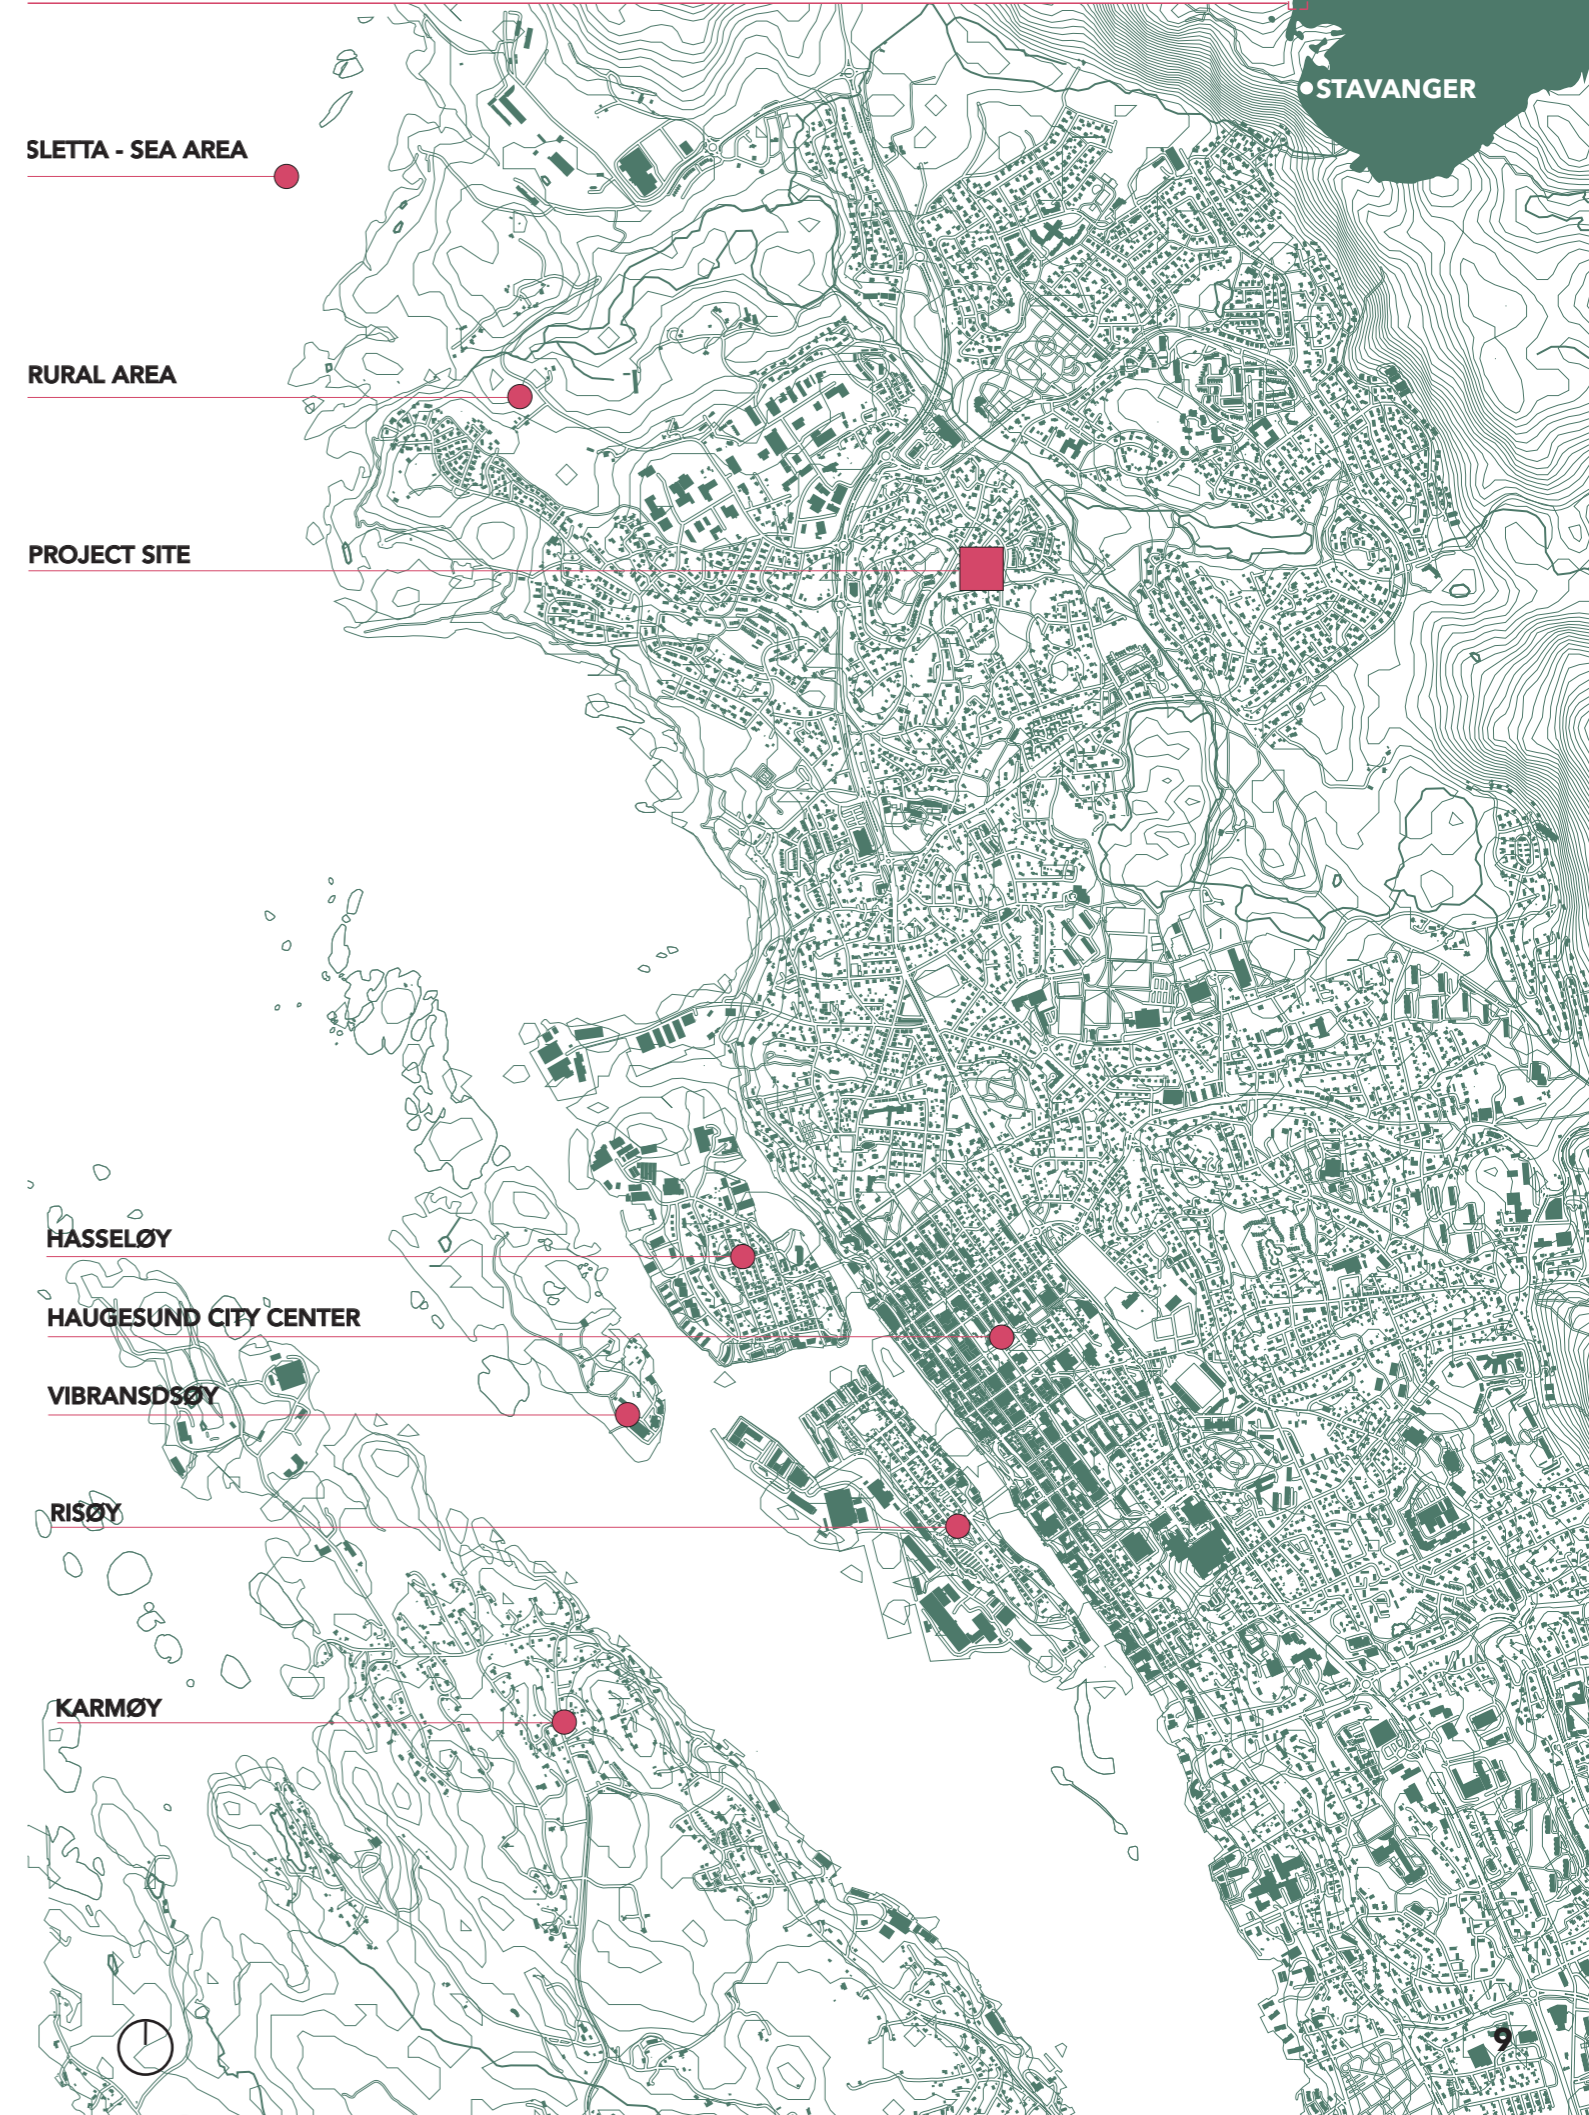 STAVANGER
SLETTA - SEA AREA
RURAL AREA
PROJECT SITE
HASSELØY
HAUGESUND CITY CENTER
VIBRANSDSØY
RISØY
KARMØY
9